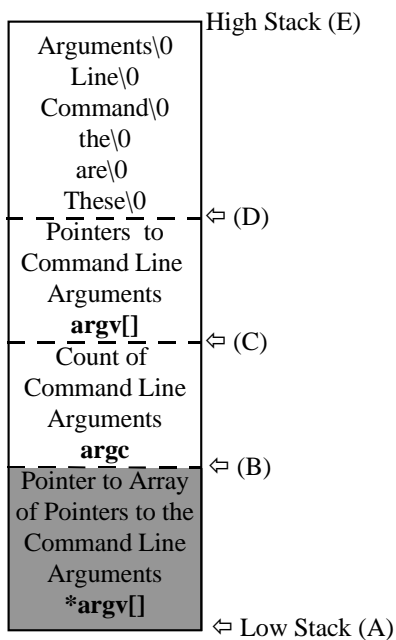 High Stack (E)
Arguments\0
Line\0
Command\0
the\0
are\0
These\0
⇦ (D)
Pointers to
Command Line
Arguments
argv[]
⇦ (C)
Count of
Command Line
Arguments
argc
⇦ (B)
Pointer to Array
of Pointers to the
Command Line
Arguments
*argv[]
⇦ Low Stack (A)